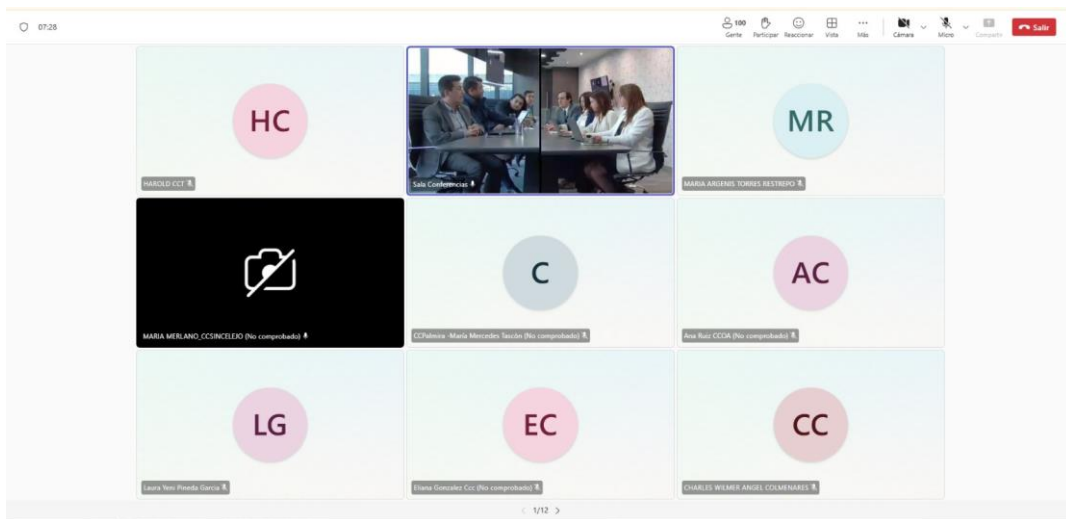 07:28
100
Gente
Participar
Reaccionar
Vista
Más
Cámara
Micro
Compartir
Salir
HC
HAROLD CCT
Sala Conferencias
MR
MARIA ARGENIS TORRES RESTREPO
MARIA MERLANO_CCSINCELEJO (No comprobado)
C
CCPalmira -María Mercedes Tascón (No comprobado)
AC
Ana Ruiz CCOA (No comprobado)
LG
Laura Yeni Pineda Garcia
EC
Eliana Gonzalez Ccc (No comprobado)
CC
CHARLES WILMER ANGEL COLMENARES
1/12